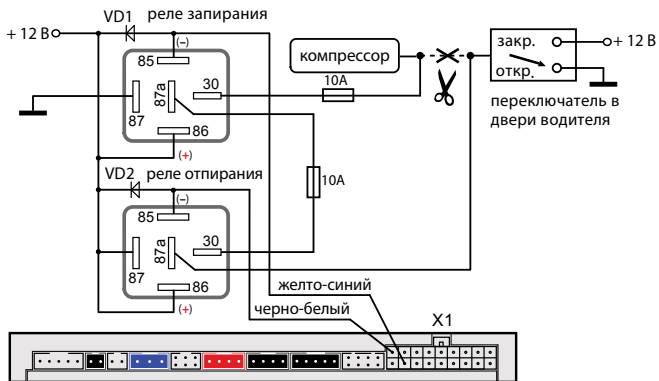 VD1 реле запирания
+ 12 В
85
(–)
30
87a
87
86
(+)
компрессор
10А
закр.
откр.
+ 12 В
переключатель в
двери водителя
10А
VD2 реле отпирания
85
(–)
30
87a
87
86
(+)
желто-синий
черно-белый
X1